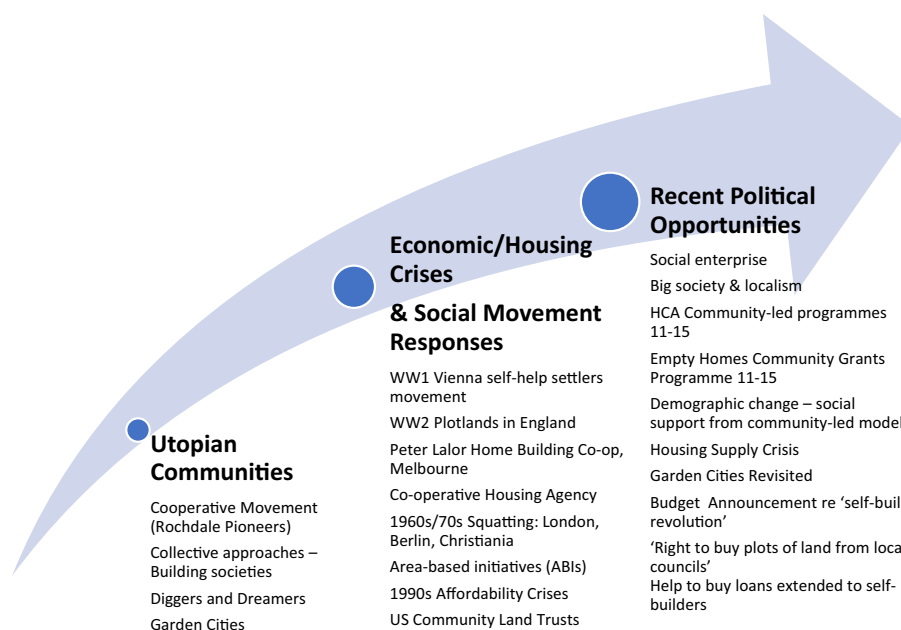 Utopian
Communities
Cooperative Movement
(Rochdale Pioneers)
Collective approaches –
Building societies
Diggers and Dreamers
Garden Cities
Economic/Housing
Crises
& Social Movement
Responses
WW1 Vienna self-help settlers
movement
WW2 Plotlands in England
Peter Lalor Home Building Co-op,
Melbourne
Co-operative Housing Agency
1960s/70s Squatting: London,
Berlin, Christiania
Area-based initiatives (ABIs)
1990s Affordability Crises
US Community Land Trusts
Recent Political
Opportunities
Social enterprise
Big society & localism
HCA Community-led programmes
11-15
Empty Homes Community Grants
Programme 11-15
Demographic change – social
support from community-led model
Housing Supply Crisis
Garden Cities Revisited
Budget Announcement re ‘self-buil
revolution’
‘Right to buy plots of land from loca
councils’
Help to buy loans extended to self-
builders